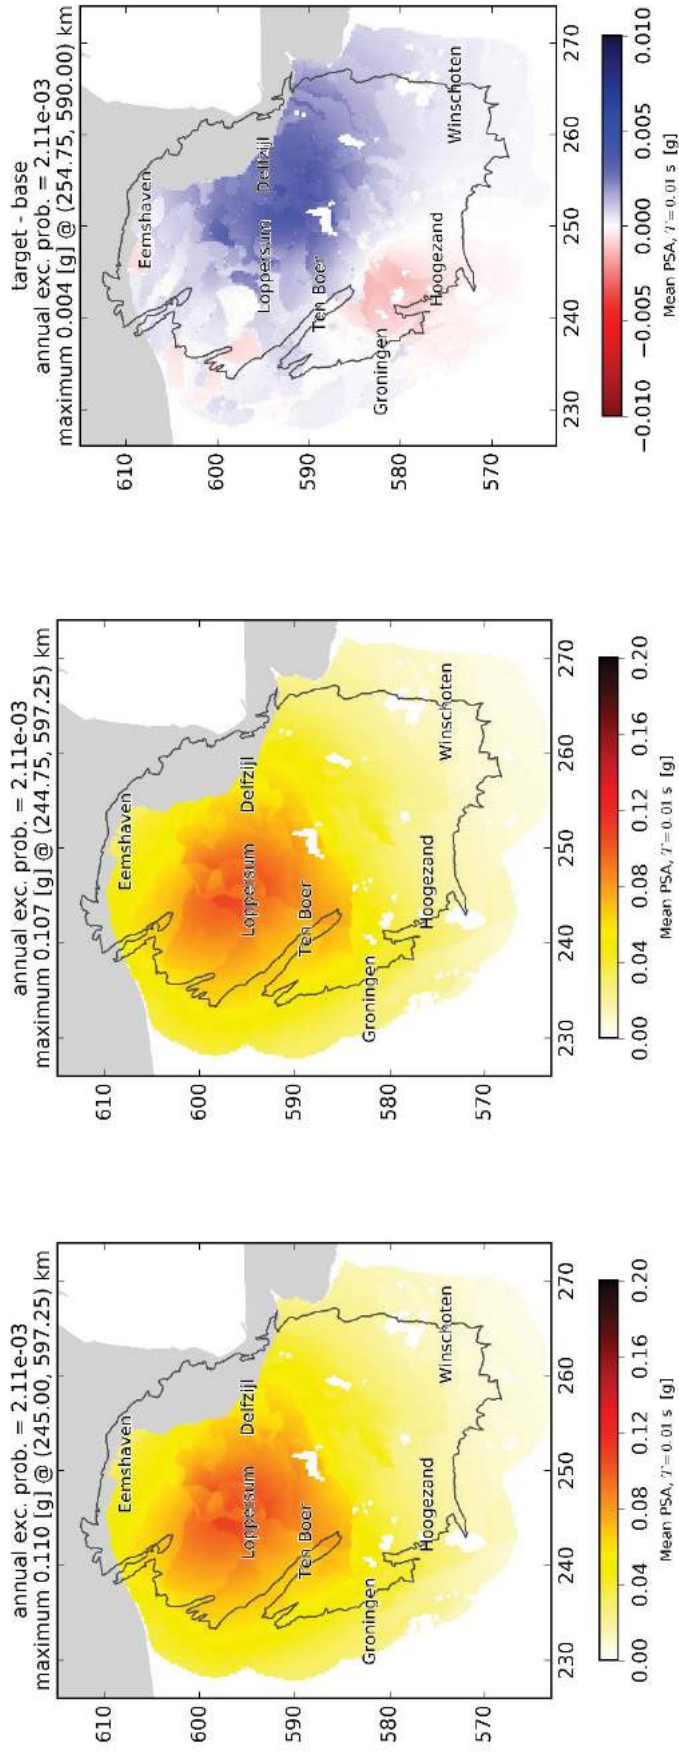 annual exc. prob. = 2.11e-03
maximum 0.110 [g] @ (245.00, 597.25) km
610
600
590
580
570
230
240
250
260
270
Eemshaven
Delfzijl
Loppersum
Ten Boer
Groningen
Hoogezand
Winschoten
0.00 0.04 0.08 0.12 0.16 0.20
Mean PSA, T=0.01 s [g]
annual exc. prob. = 2.11e-03
maximum 0.107 [g] @ (244.75, 597.25) km
610
600
590
580
570
230
240
250
260
270
Eemshaven
Delfzijl
Loppersum
Ten Boer
Groningen
Hoogezand
Winschoten
0.00 0.04 0.08 0.12 0.16 0.20
Mean PSA, T=0.01 s [g]
target - base
annual exc. prob. = 2.11e-03
maximum 0.004 [g] @ (254.75, 590.00) km
610
600
590
580
570
230
240
250
260
270
Eemshaven
Delfzijl
Loppersum
Ten Boer
Groningen
Hoogezand
Winschoten
−0.010 −0.005 0.000 0.005 0.010
Mean PSA, T=0.01 s [g]